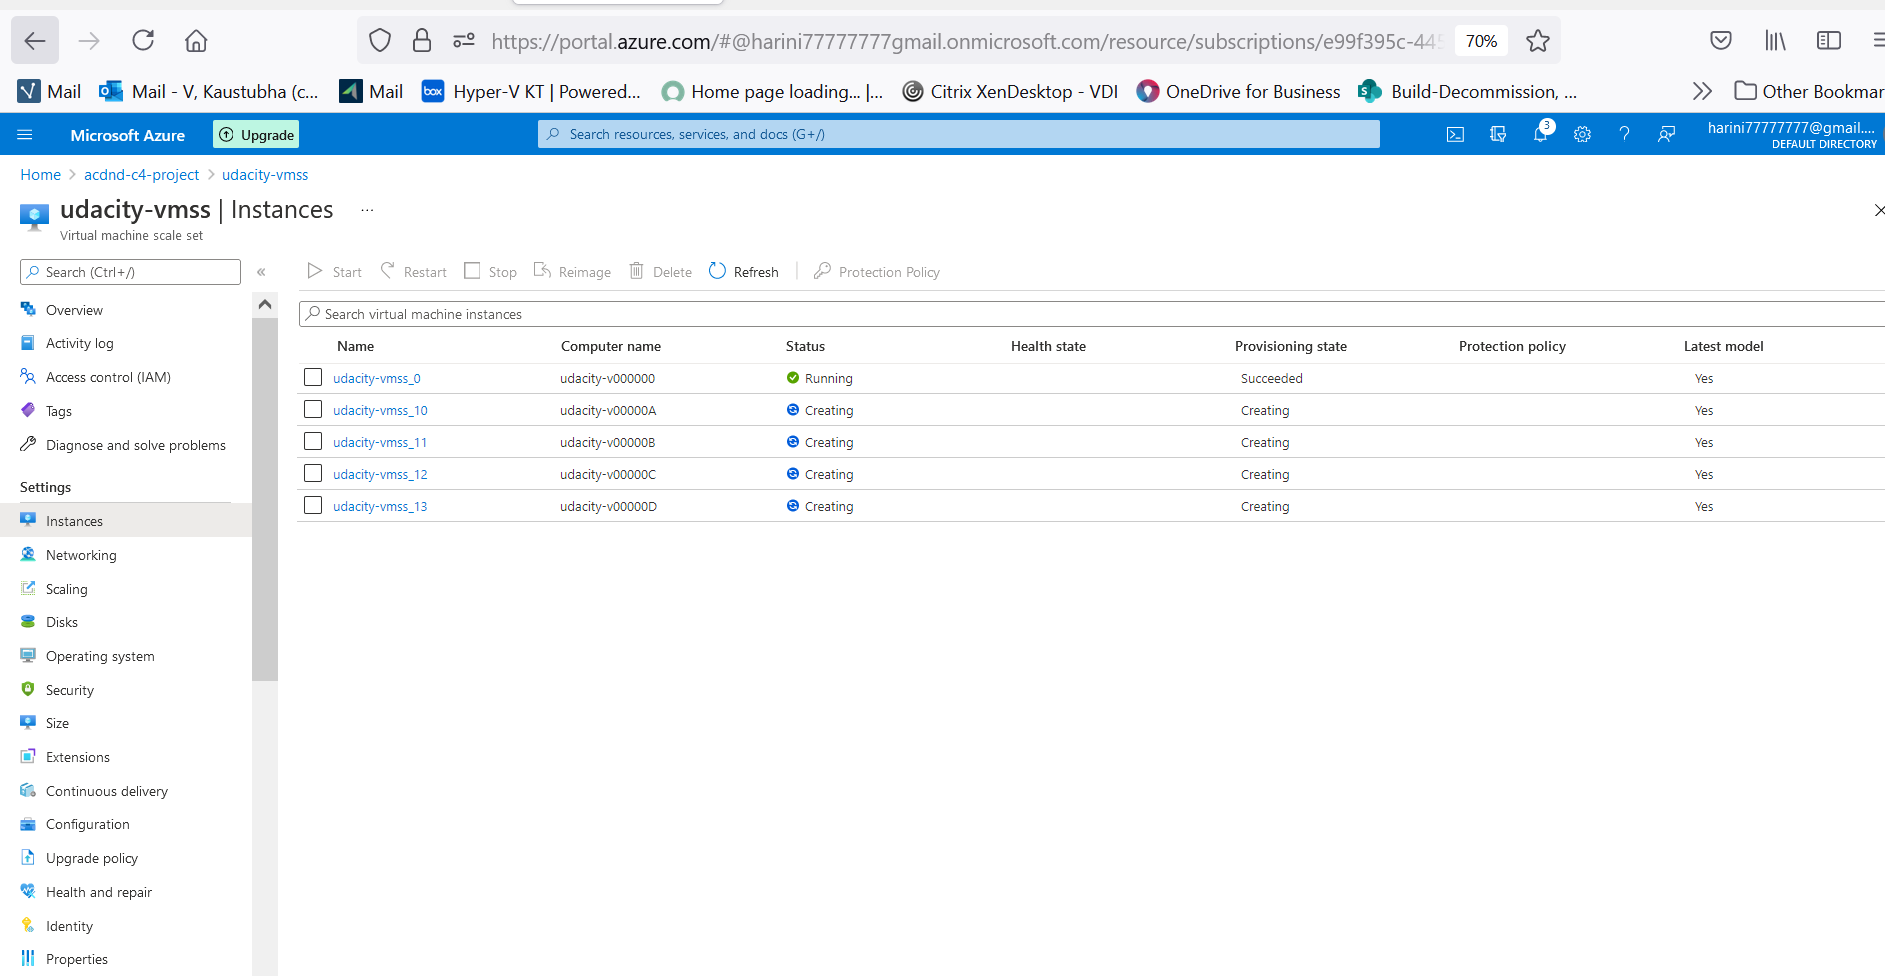 https://portal.azure.com/#@harini77777777gmail.onmicrosoft.com/resource/subscriptions/e99f395c-445 70%
Mail Mail - V, Kaustubha (c... Mail box Hyper-V KT | Powered... Home page loading... |... Citrix XenDesktop - VDI OneDrive for Business Build-Decommission, ... Other Bookmar
Microsoft Azure Upgrade Search resources, services, and docs (G+/) 3 harini77777777@gmail....
DEFAULT DIRECTORY
Home > acdnd-c4-project > udacity-vmss
udacity-vmss | Instances ...
Virtual machine scale set
Search (Ctrl+/) « Start Restart Stop Reimage Delete Refresh Protection Policy
Search virtual machine instances
Name Computer name Status Health state Provisioning state Protection policy Latest model
udacity-vmss_0 udacity-v000000 Running Succeeded Yes
udacity-vmss_10 udacity-v00000A Creating Creating Yes
udacity-vmss_11 udacity-v00000B Creating Creating Yes
udacity-vmss_12 udacity-v00000C Creating Creating Yes
udacity-vmss_13 udacity-v00000D Creating Creating Yes
Overview
Activity log
Access control (IAM)
Tags
Diagnose and solve problems
Settings
Instances
Networking
Scaling
Disks
Operating system
Security
Size
Extensions
Continuous delivery
Configuration
Upgrade policy
Health and repair
Identity
Properties